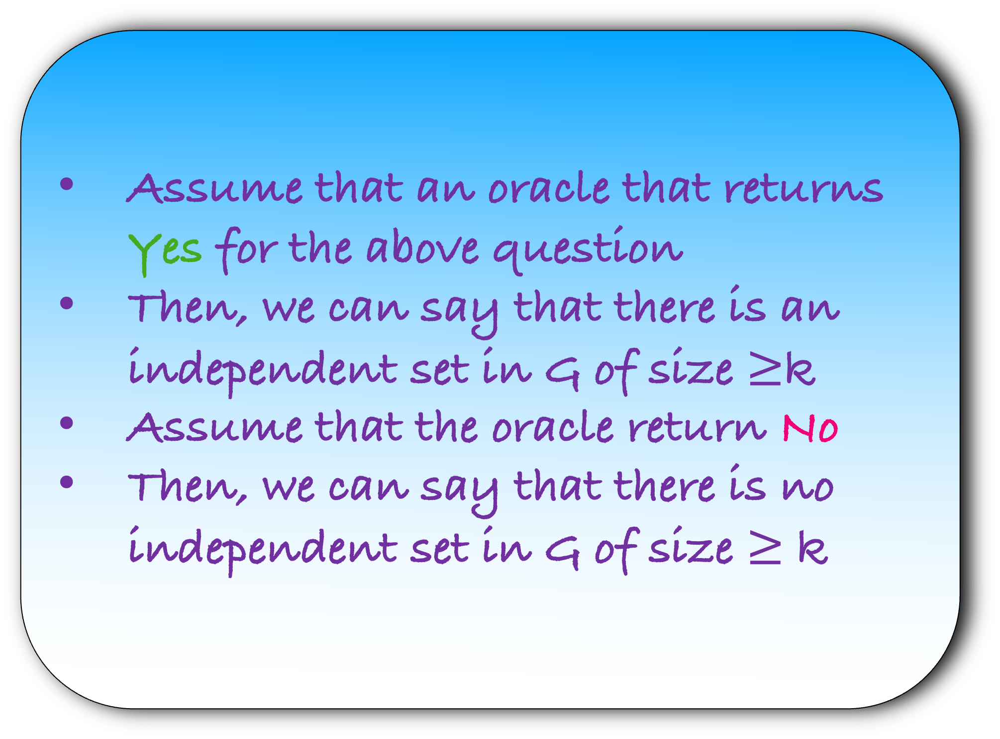 • Assume that an oracle that returns
Yes for the above question
• Then, we can say that there is an
independent set in G of size ≥k
• Assume that the oracle return No
• Then, we can say that there is no
independent set in G of size ≥ k